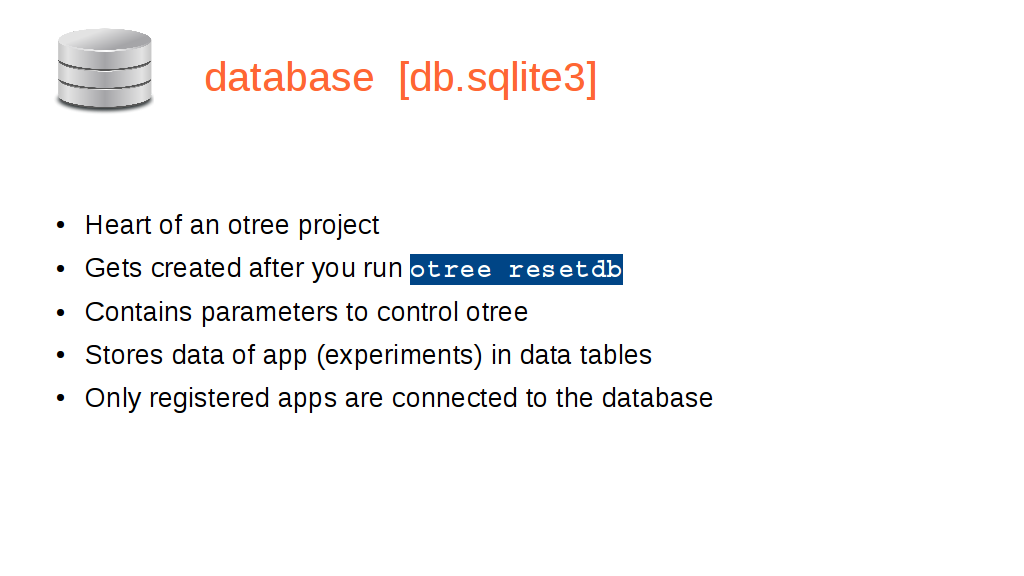 database [db.sqlite3]
• Heart of an otree project
• Gets created after you run otree resetdb
• Contains parameters to control otree
• Stores data of app (experiments) in data tables
• Only registered apps are connected to the database